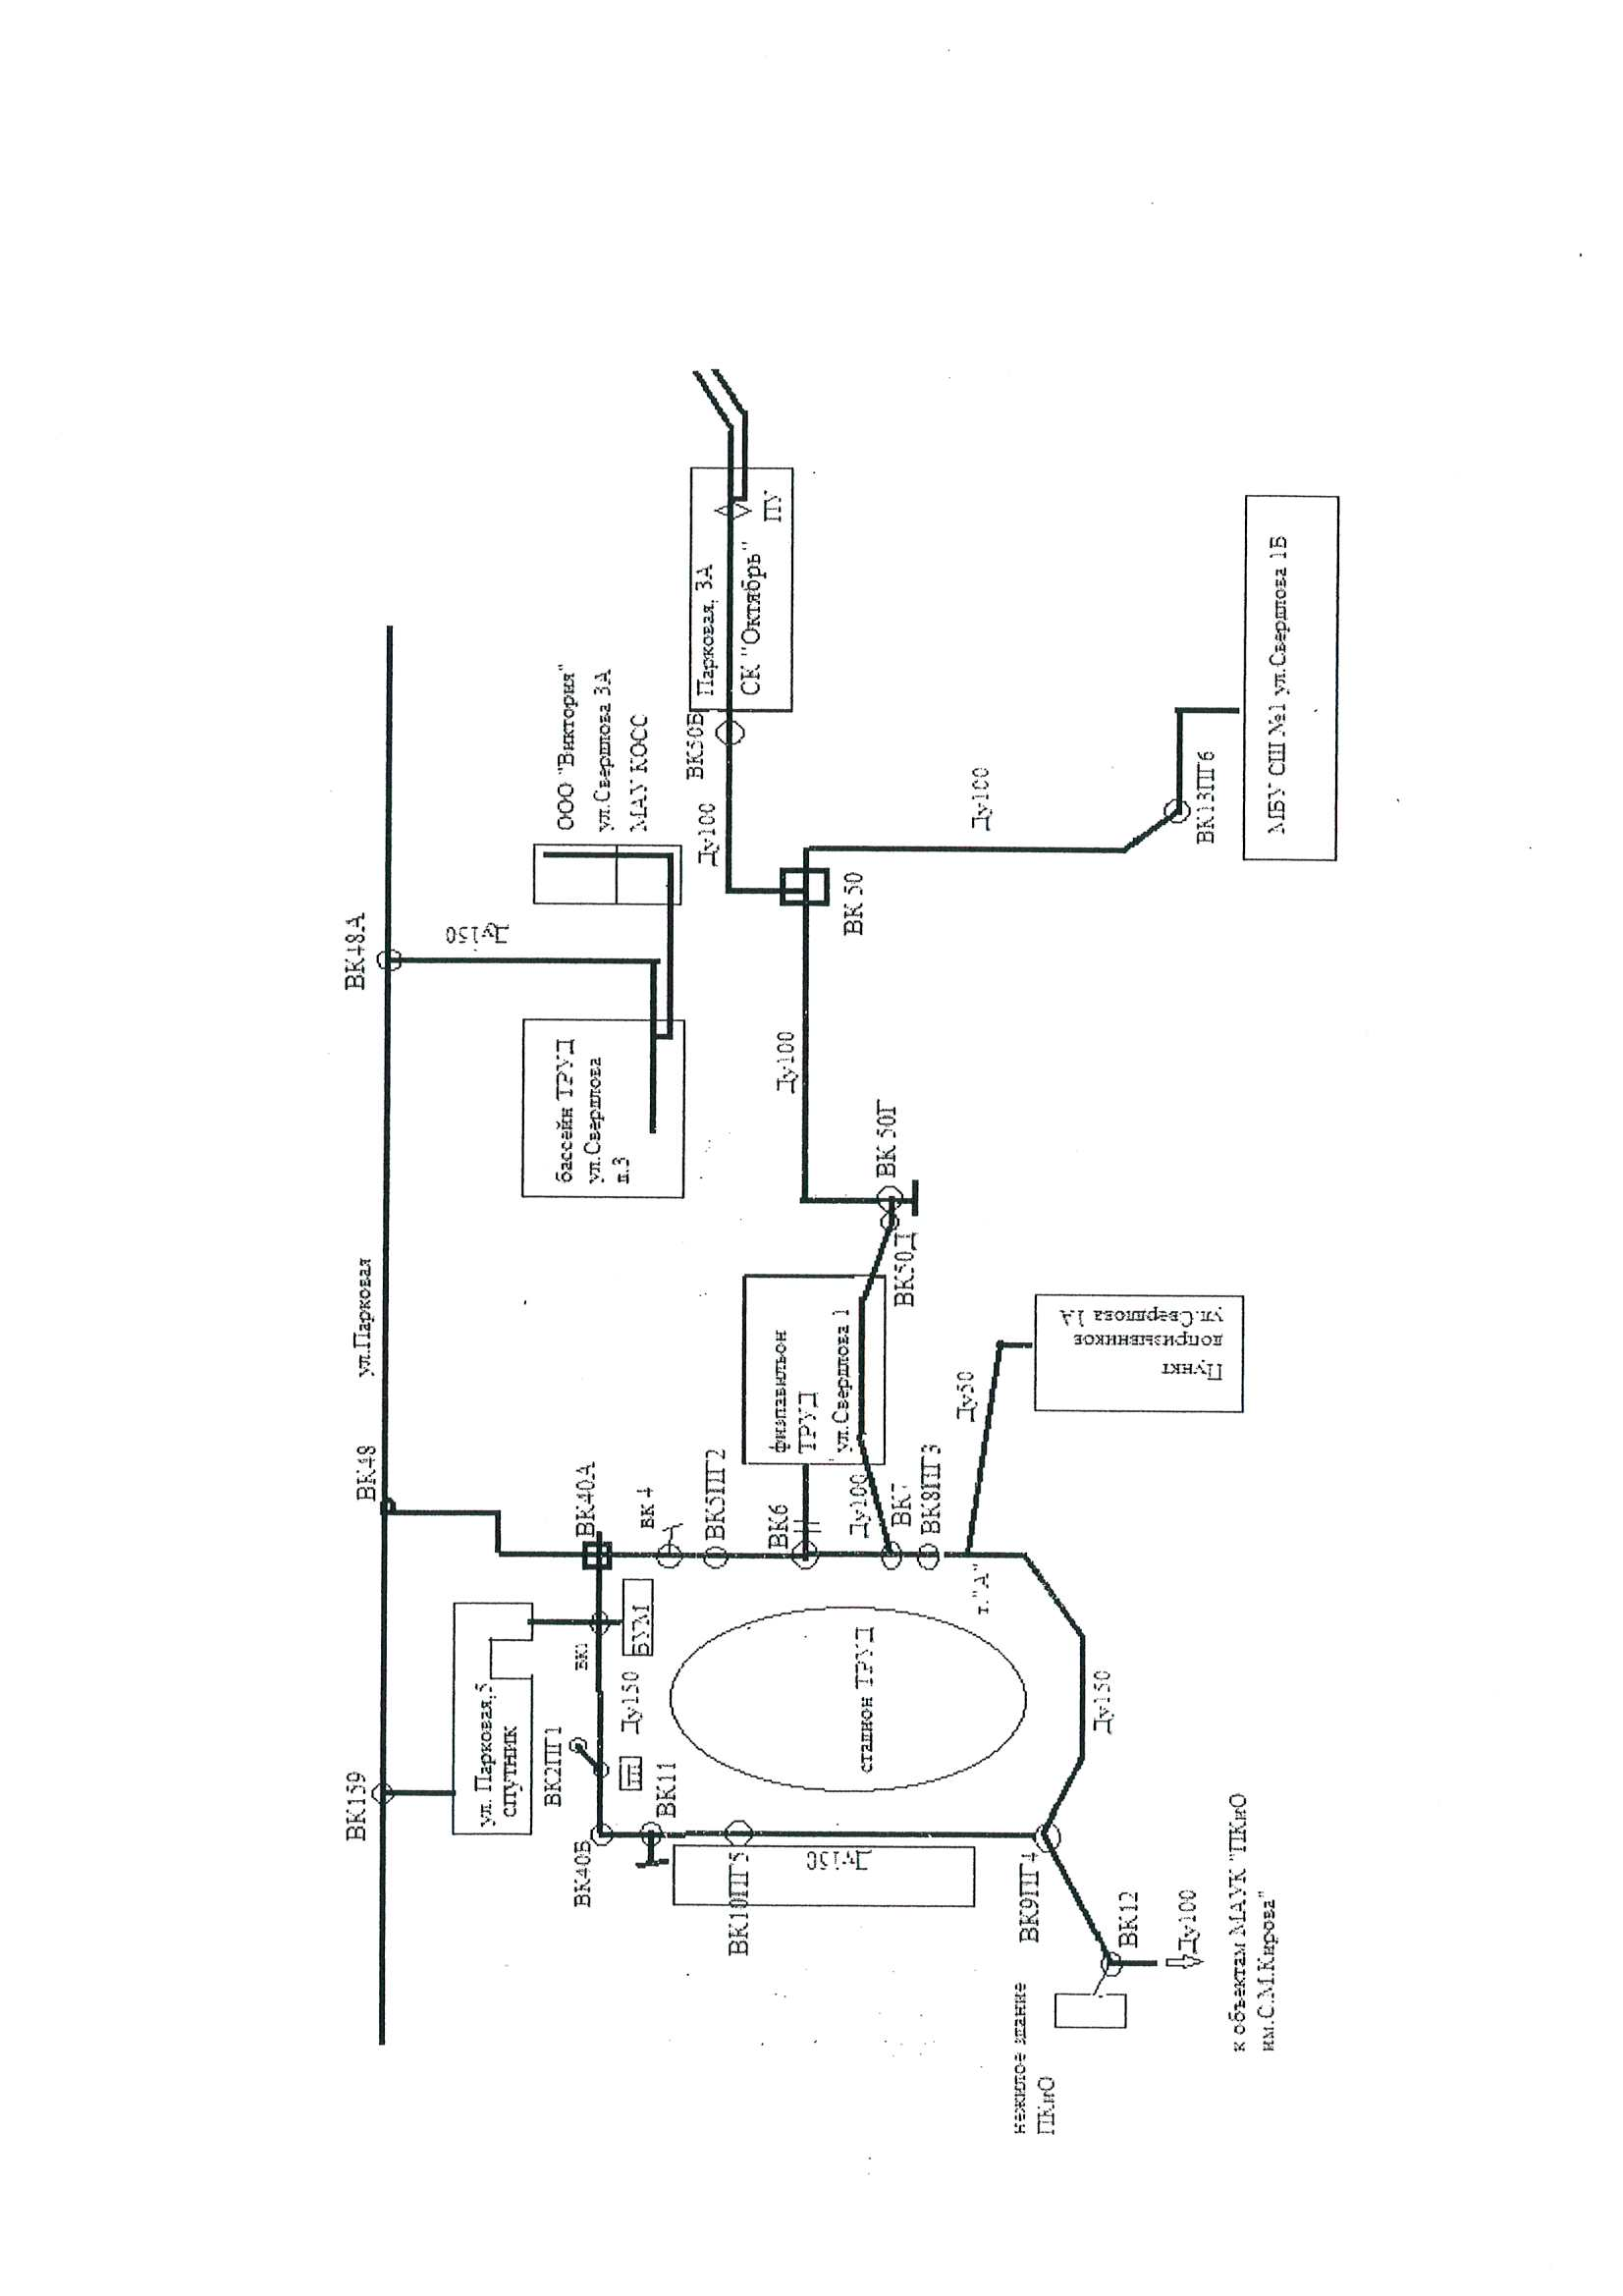 ул.Парковая
ВК159
ВК48
ВК48А
ул. Парковая,5
СПУТНИК
бассейн ТРУД
ул.Свердлова
д.3
Ду150
ООО "Виктория"
ул.Свердлова 3А
МАУ КОСС
ВК2ПГ1
ВК1
ВК40А
ВК40В
ТП
Ду150
БУМ
ВК 4
ВК11
ВК5ПГ2
Ду100
Парковая, 3А
СК "Октябрь"
ПУ
ВК10ПГ5
Ду150
стадион ТРУД
ВК6
физпавильон
ТРУД
ул.Свердлова 1
Ду100
Ду100
ВК 50
ВК7
ВК8ПГ3
ВК50Д
ВК 50Г
т."А"
Ду50
Ду100
Пункт
допризывников
ул.Свердлова 1А
ВК9ПГ4
Ду150
ВК13ПГ6
МБУ СШ №1 ул.Свердлова 1В
нежилое здание
ПКиО
ВК12
Ду100
к объектам МАУК "ПКиО
им.С.М.Кирова"